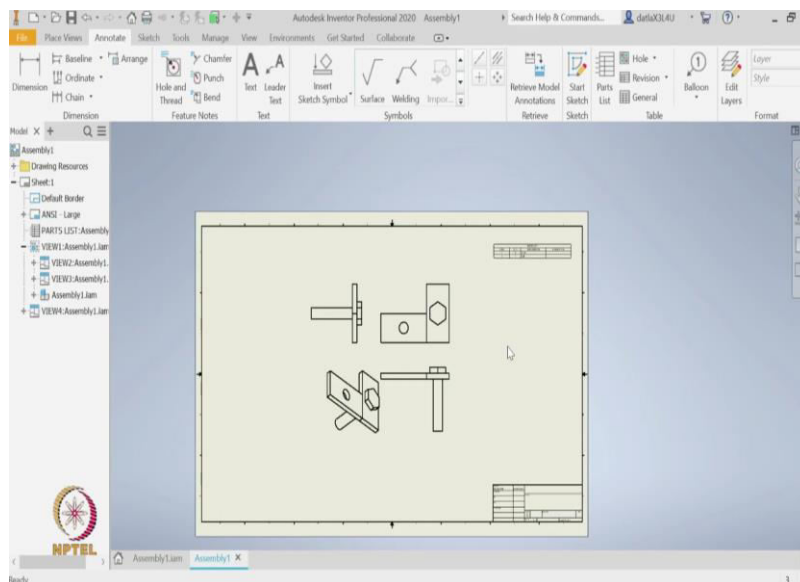 Autodesk Inventor Professional 2020 Assembly1
Search Help & Commands...
datlaX3L4U
File Place Views Annotate Sketch Tools Manage View Environments Get Started Collaborate
Dimension
Baseline
Ordinate
Chain
Arrange
Dimension
Hole and Thread
Chamfer
Punch
Bend
Feature Notes
Text
Leader Text
Text
Insert Sketch Symbol
Surface
Welding
Impor...
Symbols
Retrieve Model Annotations
Retrieve
Start Sketch
Sketch
Parts List
Hole
Revision
General
Table
Balloon
Edit Layers
Layer
Style
Format
Model X +
Assembly1
Drawing Resources
Sheet:1
Default Border
ANSI - Large
PARTS LIST:Assembly
VIEW1:Assembly1.iam
VIEW2:Assembly1.
VIEW3:Assembly1.
Assembly1.iam
VIEW4:Assembly1.iam
NPTEL
Assembly1.iam
Assembly1 X
Ready
3